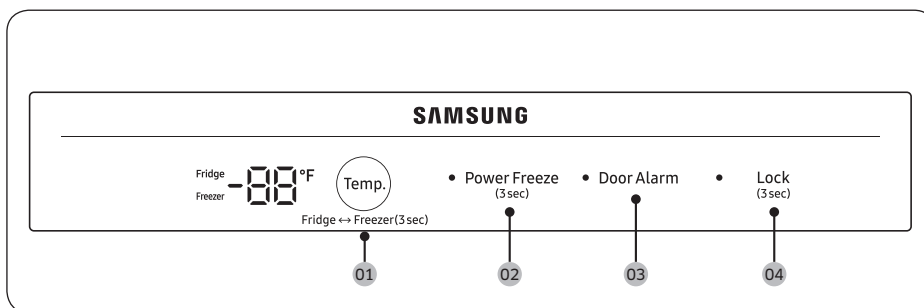 SAMSUNG
Fridge
Freezer
-88°F
Temp.
Fridge ↔ Freezer(3 sec)
Power Freeze
(3 sec)
Door Alarm
Lock
(3 sec)
01
02
03
04